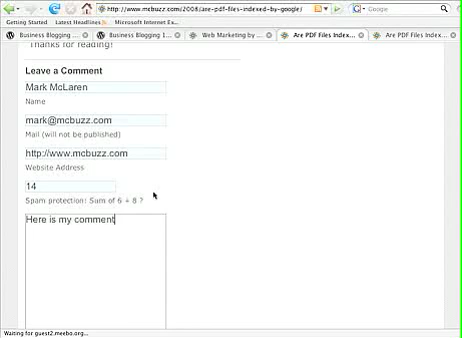 http://www.mcbuzz.com/2008/are-pdf-files-indexed-by-google/
Google
Getting Started Latest Headlines Microsoft Internet Ex...
Business Blogging ... Business Blogging 1... Web Marketing by ... Are PDF Files Index... Are PDF Files Index...
Thanks for reading!
Leave a Comment
Mark McLaren
Name
mark@mcbuzz.com
Mail (will not be published)
http://www.mcbuzz.com
Website Address
14
Spam protection: Sum of 6 + 8 ?
Here is my comment
Waiting for guest2.meebo.org...